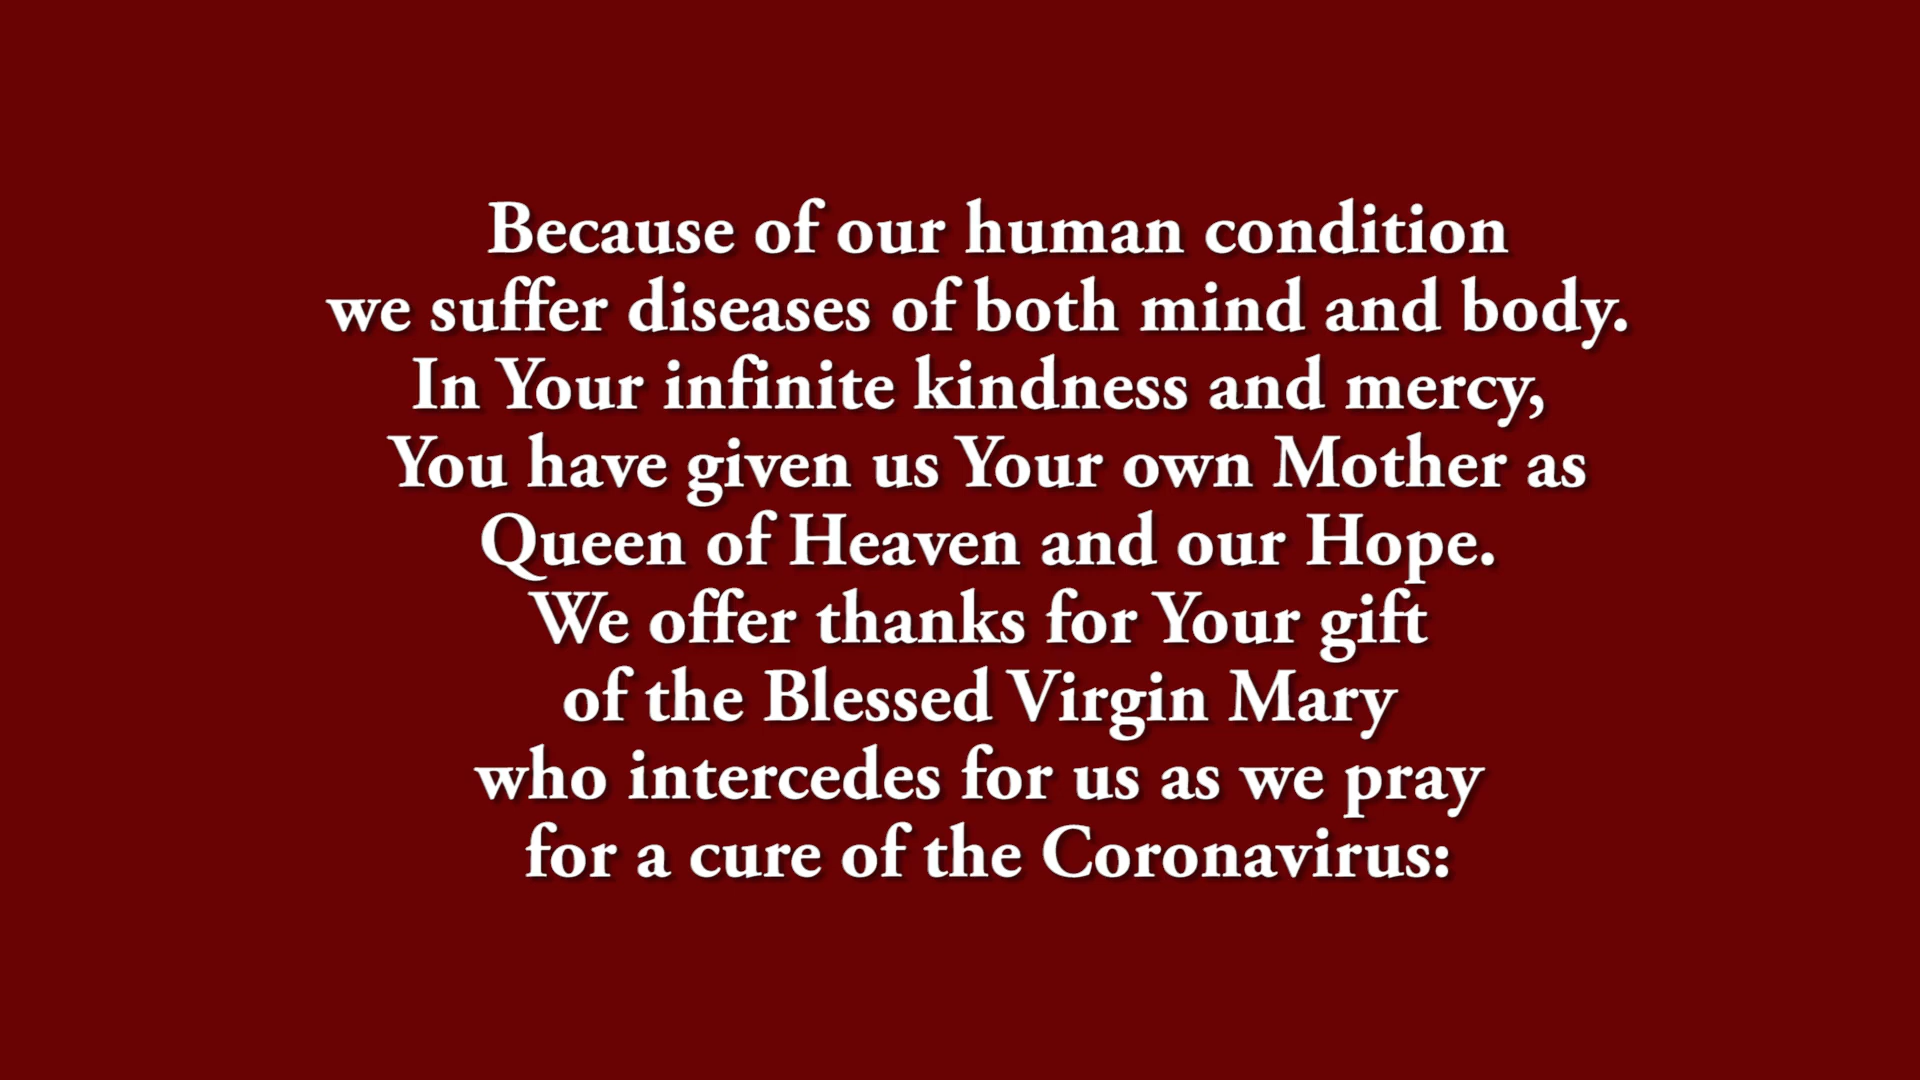 Because of our human condition
we suffer diseases of both mind and body.
In Your infinite kindness and mercy,
You have given us Your own Mother as
Queen of Heaven and our Hope.
We offer thanks for Your gift
of the Blessed Virgin Mary
who intercedes for us as we pray
for a cure of the Coronavirus: